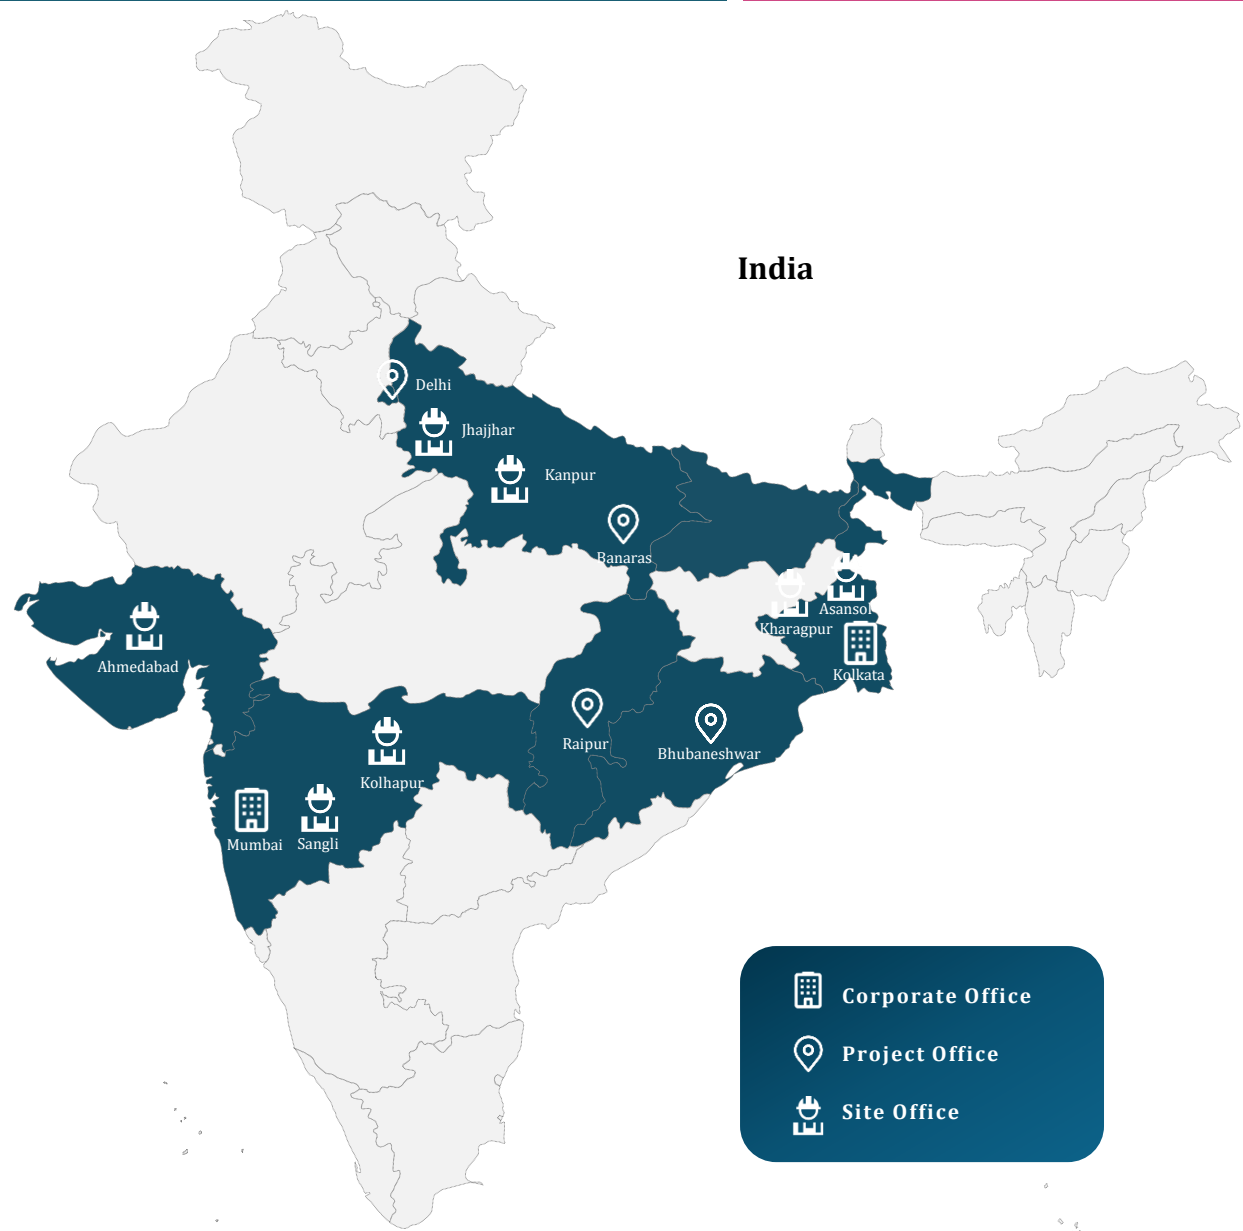 India
Delhi
Jhajjhar
Kanpur
Banaras
Asansol
Kharagpur
Ahmedabad
Kolkata
Raipur
Bhubaneshwar
Kolhapur
Mumbai
Sangli
Corporate Office
Project Office
Site Office